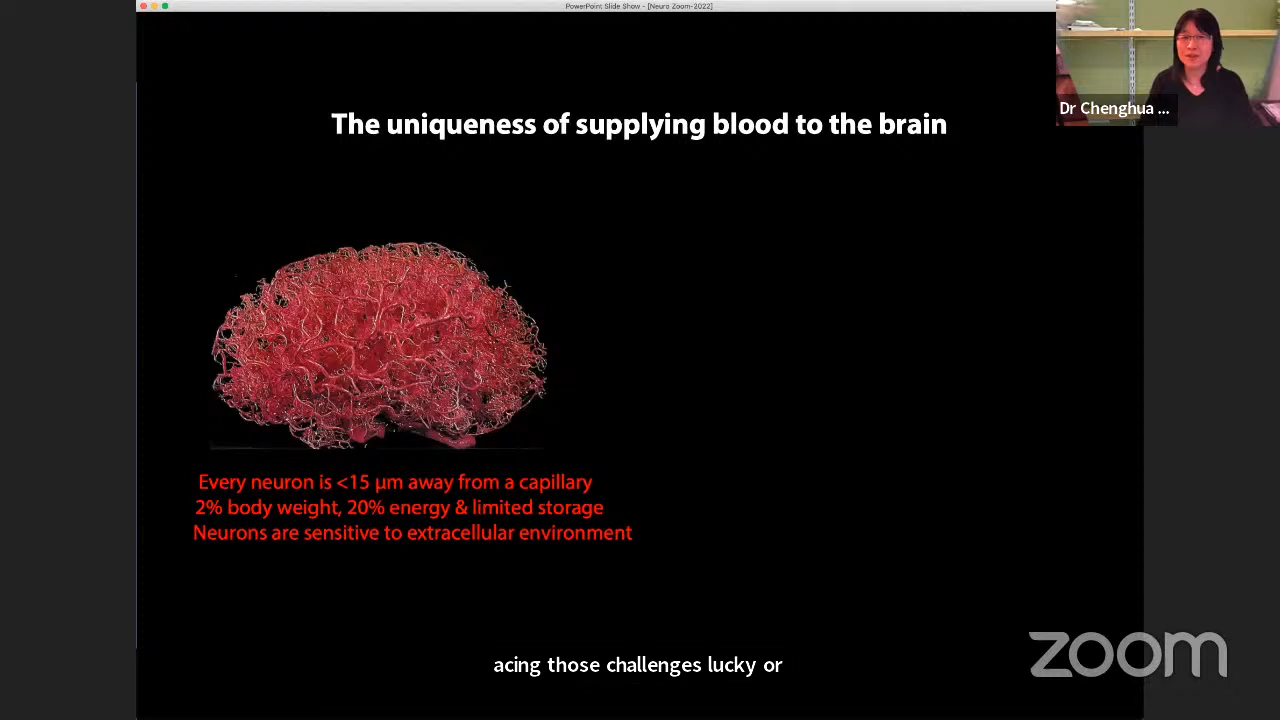 PowerPoint Slide Show - [Neuro Zoom-2022]
Dr Chenghua ...
The uniqueness of supplying blood to the brain
Every neuron is <15 µm away from a capillary
2% body weight, 20% energy & limited storage
Neurons are sensitive to extracellular environment
acing those challenges lucky or
zoom